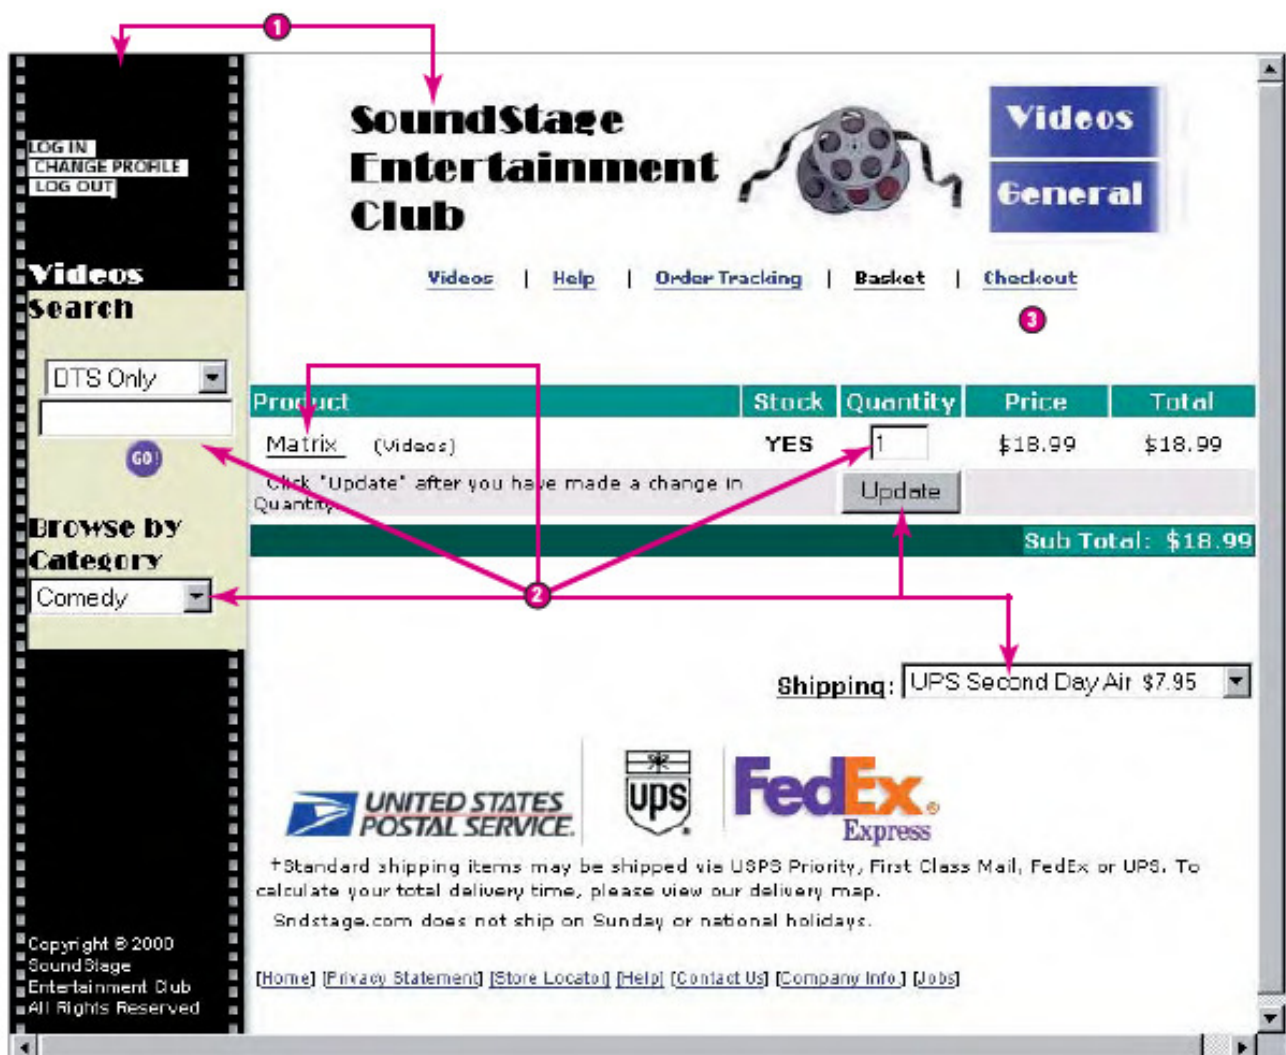 1
SoundStage
Entertainment
Club
Videos
General
LOG IN
CHANGE PROFILE
LOG OUT
Videos | Help | Order Tracking | Basket | Checkout
3
Videos
Search
DTS Only
GO!
Browse by
Category
Comedy
Product Stock Quantity Price Total
Matrix (Videos) YES 1 $18.99 $18.99
Click "Update" after you have made a change in
Quantity.
Update
Sub Total: $18.99
2
Shipping: UPS Second Day Air $7.95
UNITED STATES
POSTAL SERVICE.
ups
FedEx
Express
†Standard shipping items may be shipped via USPS Priority, First Class Mail, FedEx or UPS. To
calculate your total delivery time, please view our delivery map.
Sndstage.com does not ship on Sunday or national holidays.
[Home] [Privacy Statement] [Store Locator] [Help] [Contact Us] [Company Info.] [Jobs]
Copyright © 2000
SoundStage
Entertainment Club
All Rights Reserved